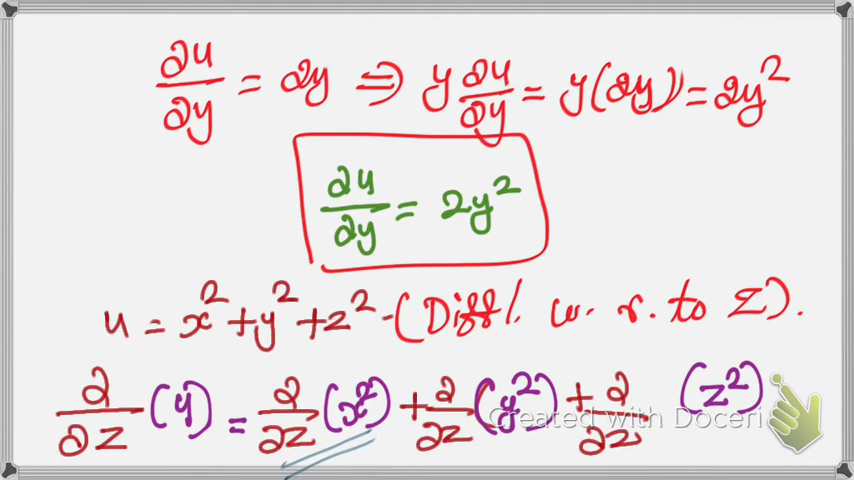 ∂u/∂y = 2y ⇒ y ∂u/∂y = y(2y) = 2y²
∂u/∂y = 2y²
u = x² + y² + z² - (Diff/. w. r. to z).
∂/∂z (u) = ∂/∂z (x²) + ∂/∂z (y²) + ∂/∂z (z²)
Created with Doceri